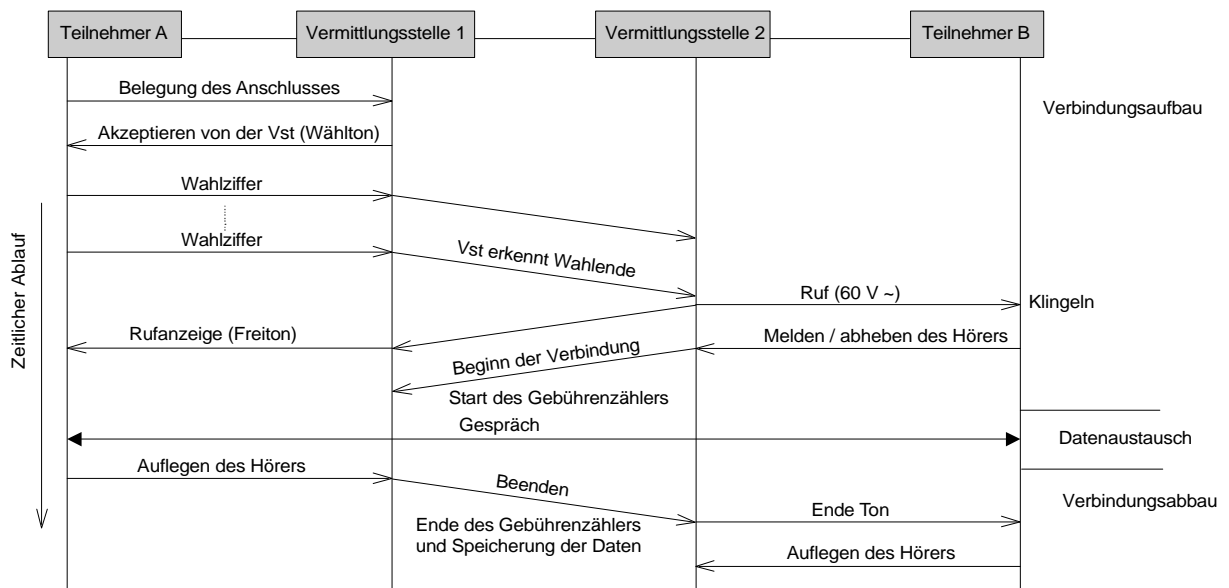 Teilnehmer A
Vermittlungsstelle 1
Vermittlungsstelle 2
Teilnehmer B
Belegung des Anschlusses
Verbindungsaufbau
Akzeptieren von der Vst (Wählton)
Wahlziffer
Wahlziffer
Vst erkennt Wahlende
Zeitlicher Ablauf
Ruf (60 V ~)
Klingeln
Rufanzeige (Freiton)
Melden / abheben des Hörers
Beginn der Verbindung
Start des Gebührenzählers
Gespräch
Datenaustausch
Auflegen des Hörers
Beenden
Verbindungsabbau
Ende Ton
Ende des Gebührenzählers
und Speicherung der Daten
Auflegen des Hörers